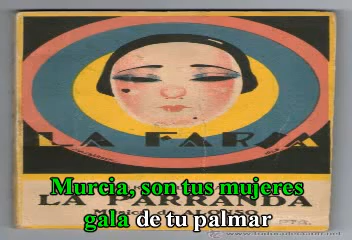 LA FARSA
Murcia, son tus mujeres
LA PARRANDA
gala de tu palmar